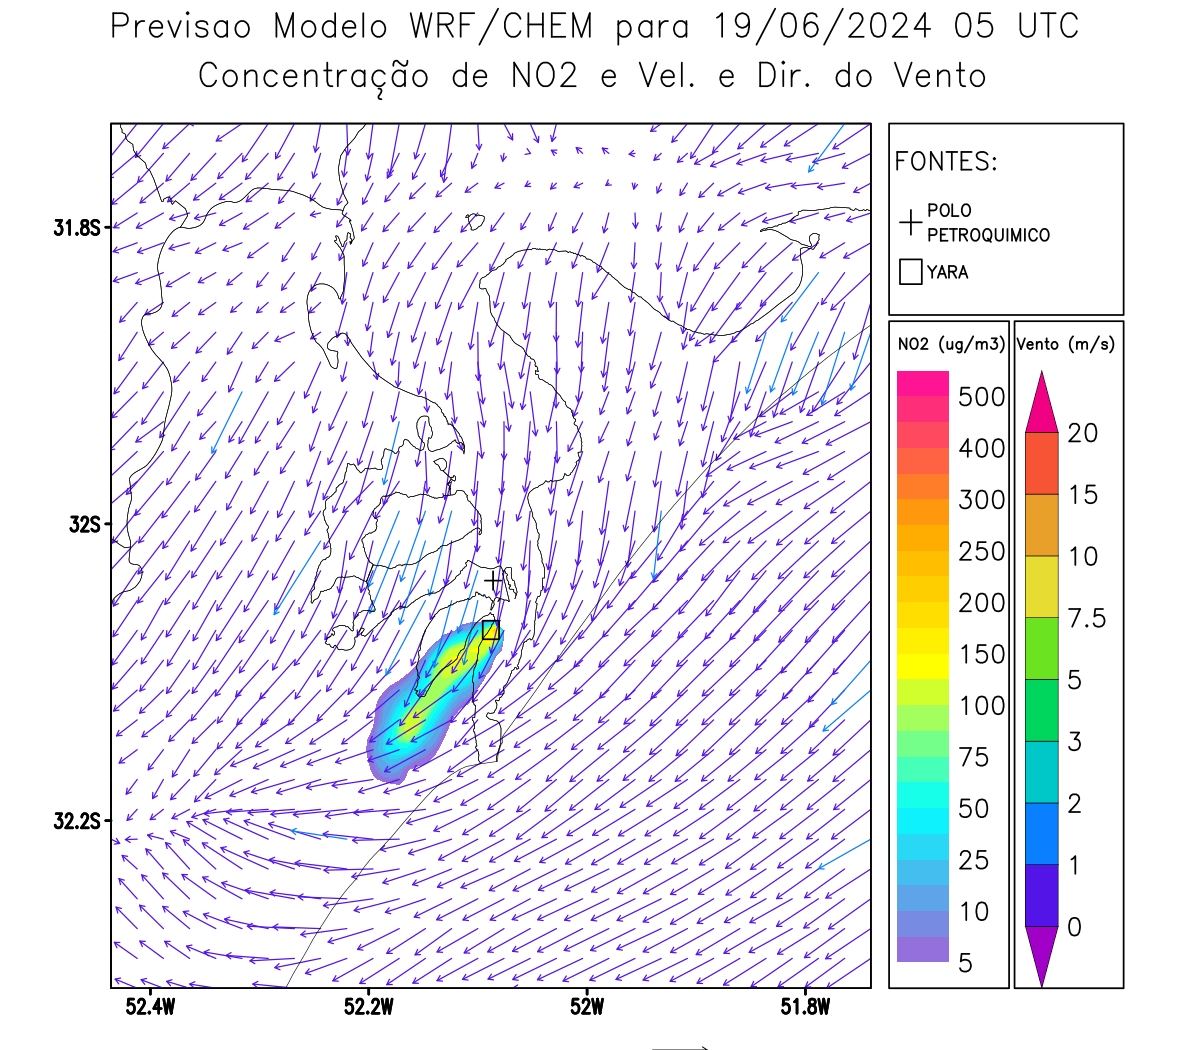 Previsao Modelo WRF/CHEM para 19/06/2024 05 UTC
Concentração de NO2 e Vel. e Dir. do Vento
FONTES:
POLO
PETROQUIMICO
YARA
31.8S
32S
32.2S
52.4W
52.2W
52W
51.8W
NO2 (ug/m3)
500
400
300
250
200
150
100
75
50
25
10
5
Vento (m/s)
20
15
10
7.5
5
3
2
1
0